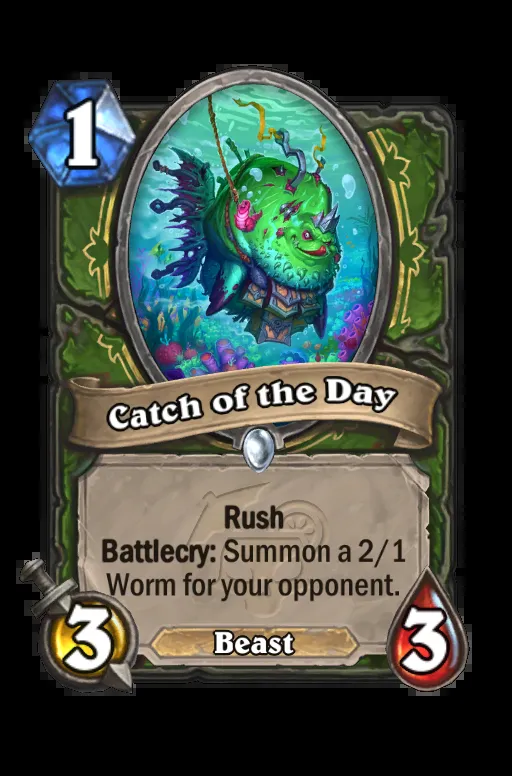 1
Catch of the Day
Rush
Battlecry: Summon a 2/1
Worm for your opponent.
3
Beast
3